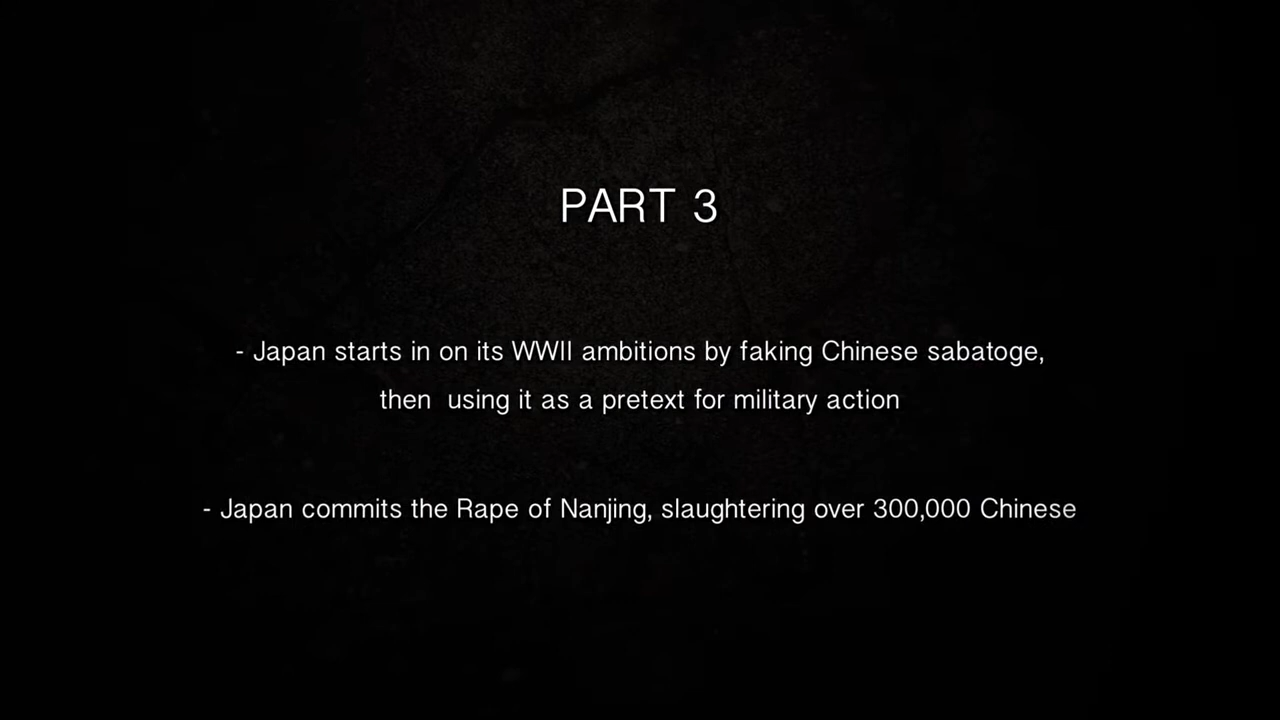 PART 3
- Japan starts in on its WWII ambitions by faking Chinese sabatoge,
then  using it as a pretext for military action
- Japan commits the Rape of Nanjing, slaughtering over 300,000 Chinese